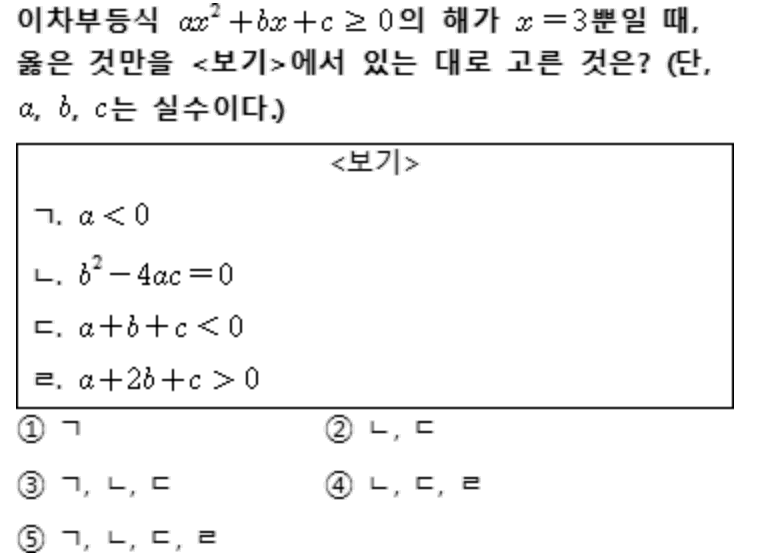 이차부등식 ax² + bx + c ≥ 0의 해가 x = 3뿐일 때,
옳은 것만을 <보기>에서 있는 대로 고른 것은? (단,
a, b, c는 실수이다.)
<보기>
ㄱ. a < 0
ㄴ. b² − 4ac = 0
ㄷ. a + b + c < 0
ㄹ. a + 2b + c > 0
① ㄱ ② ㄴ, ㄷ
③ ㄱ, ㄴ, ㄷ ④ ㄴ, ㄷ, ㄹ
⑤ ㄱ, ㄴ, ㄷ, ㄹ